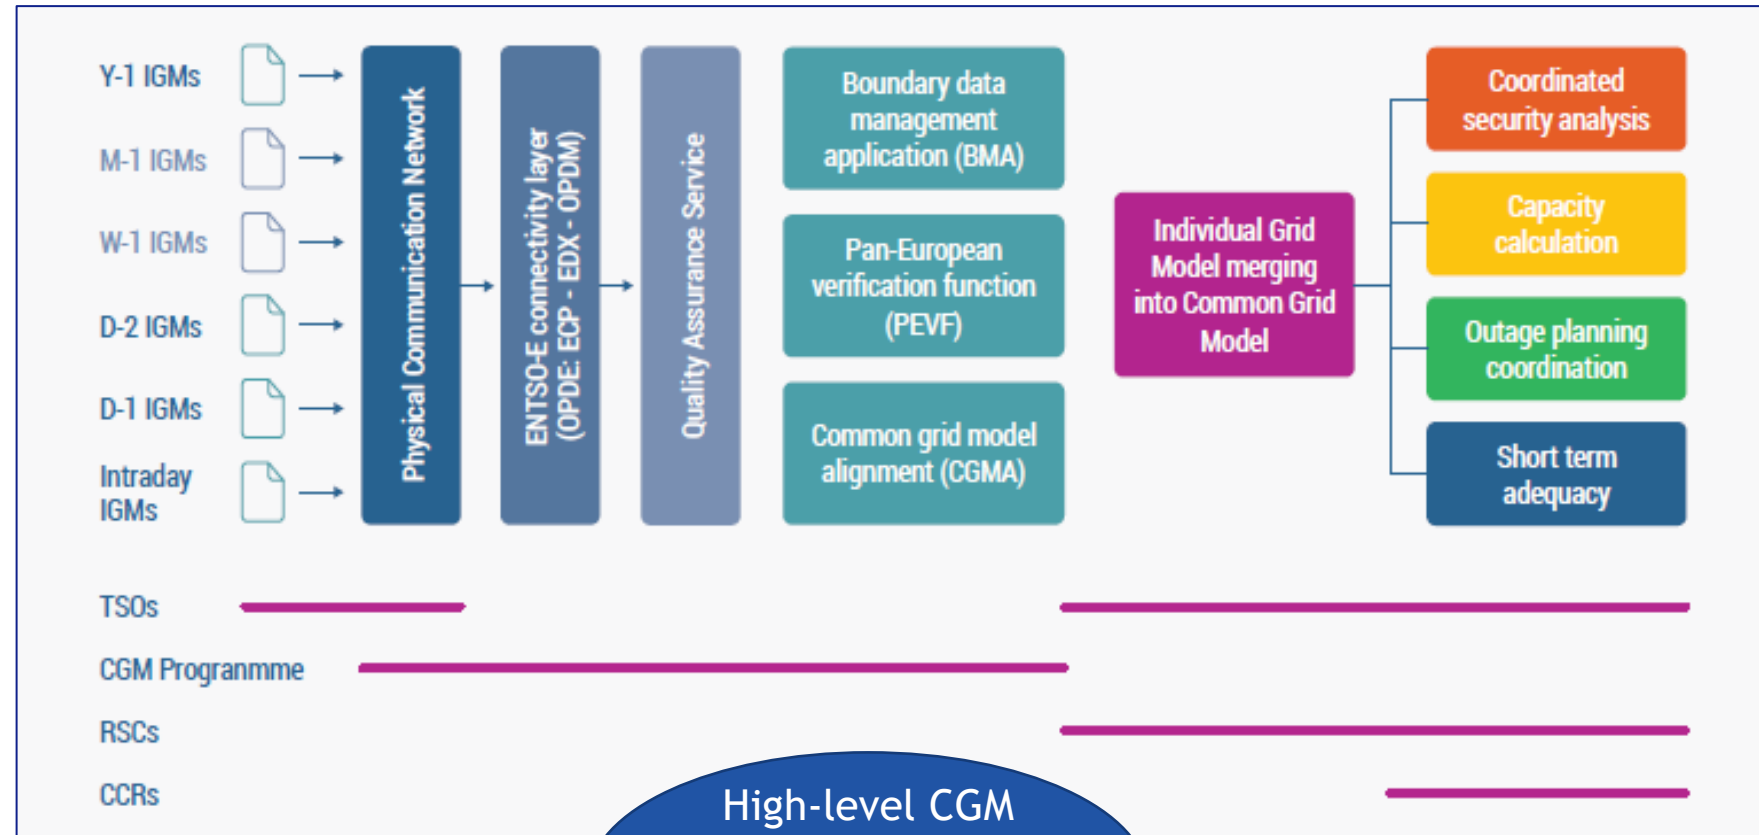 Y-1 IGMs
M-1 IGMs
W-1 IGMs
D-2 IGMs
D-1 IGMs
Intraday
IGMs
Physical Communication Network
ENTSO-E connectivity layer
(OPDE: ECP - EDX - OPDM)
Quality Assurance Service
Boundary data
management
application (BMA)
Pan-European
verification function
(PEVF)
Common grid model
alignment (CGMA)
Individual Grid
Model merging
into Common Grid
Model
Coordinated
security analysis
Capacity
calculation
Outage planning
coordination
Short term
adequacy
TSOs
CGM Progranmme
RSCs
CCRs
High-level CGM